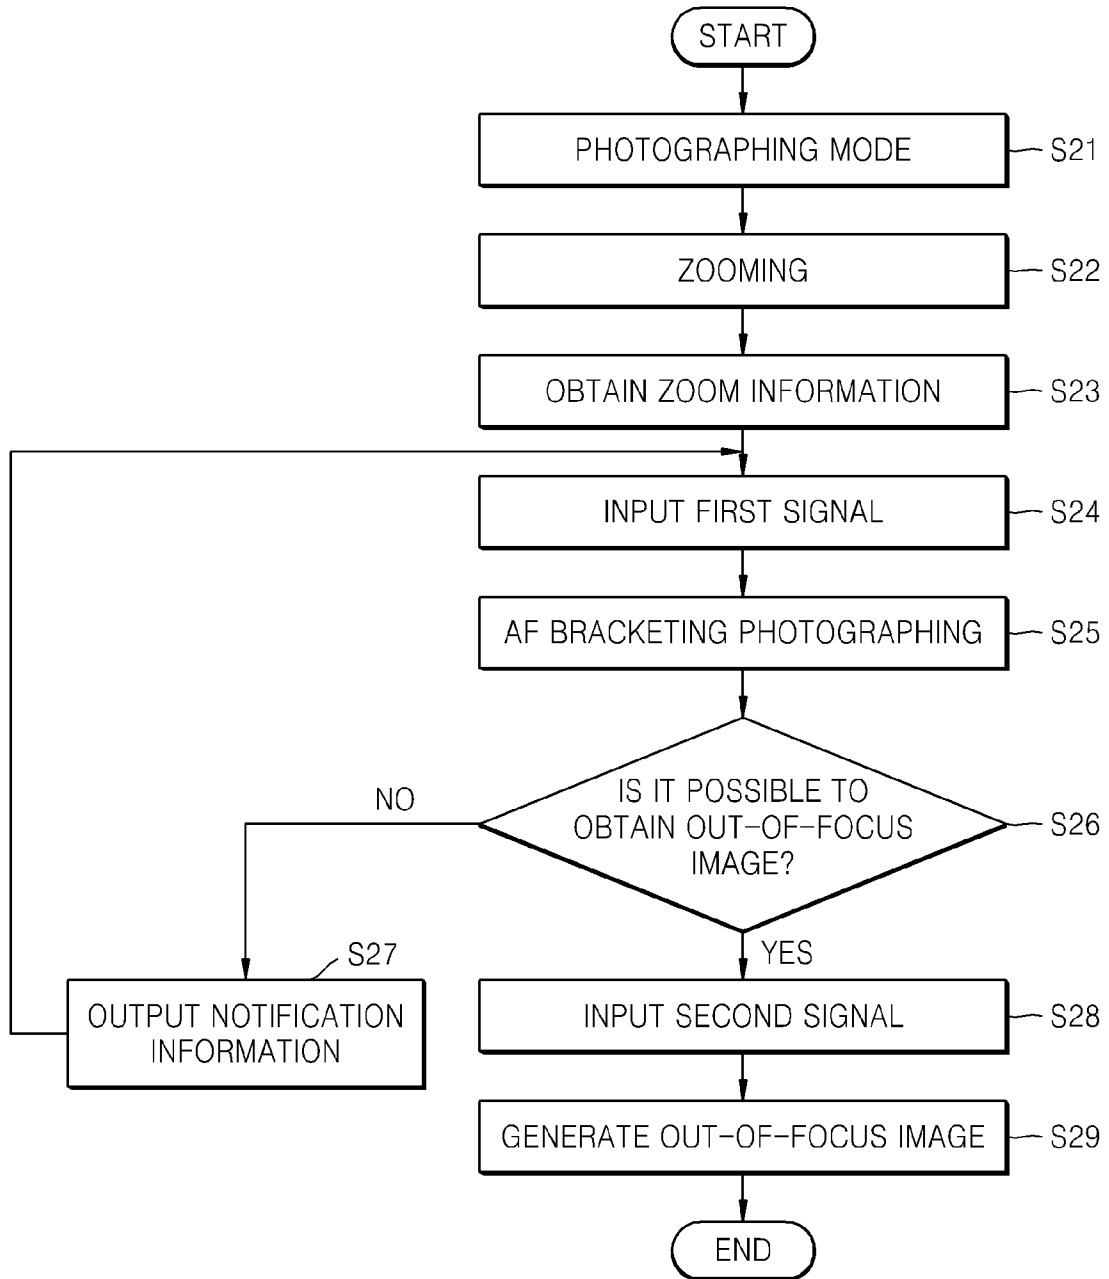 START
PHOTOGRAPHING MODE
S21
ZOOMING
S22
OBTAIN ZOOM INFORMATION
S23
INPUT FIRST SIGNAL
S24
AF BRACKETING PHOTOGRAPHING
S25
IS IT POSSIBLE TO
OBTAIN OUT-OF-FOCUS
IMAGE?
S26
NO
YES
S27
OUTPUT NOTIFICATION
INFORMATION
INPUT SECOND SIGNAL
S28
GENERATE OUT-OF-FOCUS IMAGE
S29
END